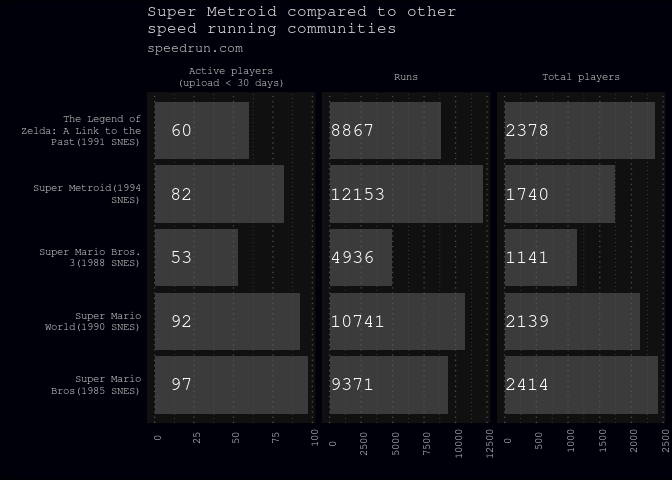 Super Metroid compared to other
speed running communities
speedrun.com
Active players
(upload < 30 days)
Runs
Total players
The Legend of
Zelda: A Link to the
Past(1991 SNES)
60
8867
2378
Super Metroid(1994
SNES)
82
12153
1740
Super Mario Bros.
3(1988 SNES)
53
4936
1141
Super Mario
World(1990 SNES)
92
10741
2139
Super Mario
Bros(1985 SNES)
97
9371
2414
0
25
50
75
100
0
2500
5000
7500
10000
12500
0
500
1000
1500
2000
2500